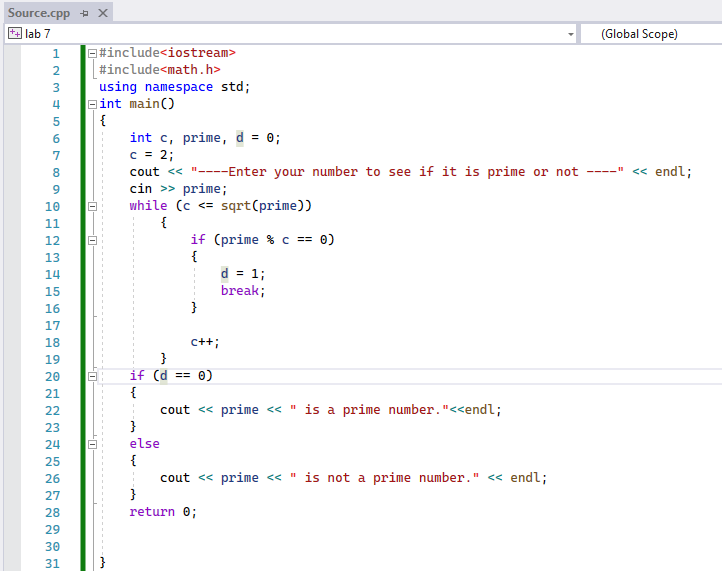 Source.cpp
lab 7 (Global Scope)
1 #include<iostream>
2 #include<math.h>
3 using namespace std;
4 int main()
5 {
6 int c, prime, d = 0;
7 c = 2;
8 cout << "----Enter your number to see if it is prime or not ----" << endl;
9 cin >> prime;
10 while (c <= sqrt(prime))
11 {
12 if (prime % c == 0)
13 {
14 d = 1;
15 break;
16 }
17
18 c++;
19 }
20 if (d == 0)
21 {
22 cout << prime << " is a prime number."<<endl;
23 }
24 else
25 {
26 cout << prime << " is not a prime number." << endl;
27 }
28 return 0;
29
30
31 }